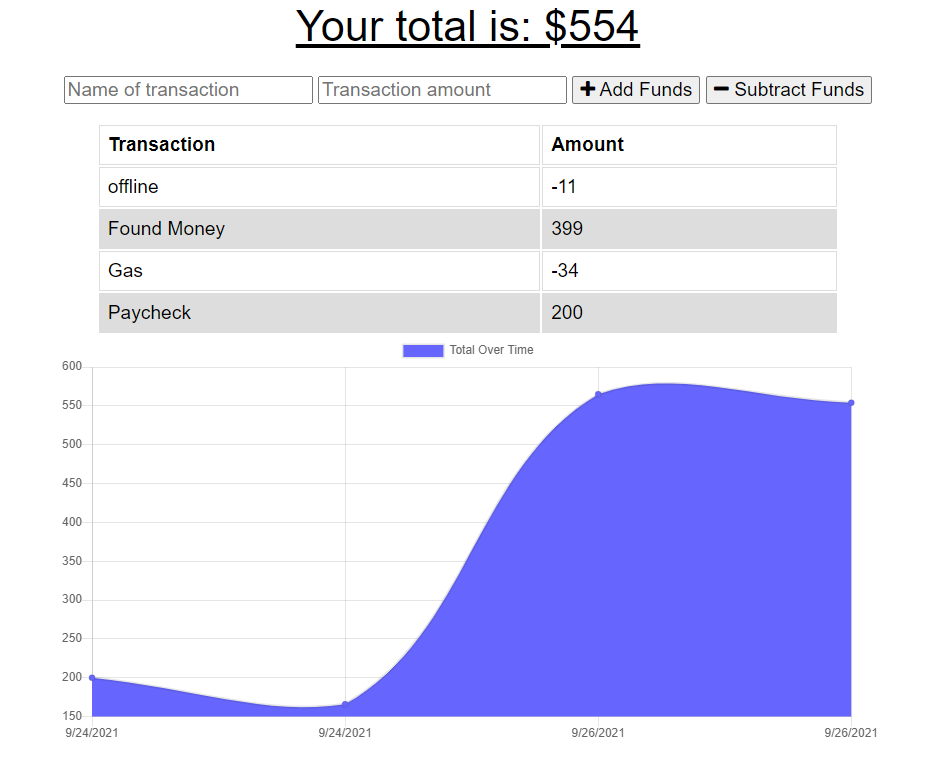 Your total is: $554
Name of transaction Transaction amount Add Funds Subtract Funds
Transaction Amount
offline -11
Found Money 399
Gas -34
Paycheck 200
Total Over Time
600
550
500
450
400
350
300
250
200
150
9/24/2021 9/24/2021 9/26/2021 9/26/2021